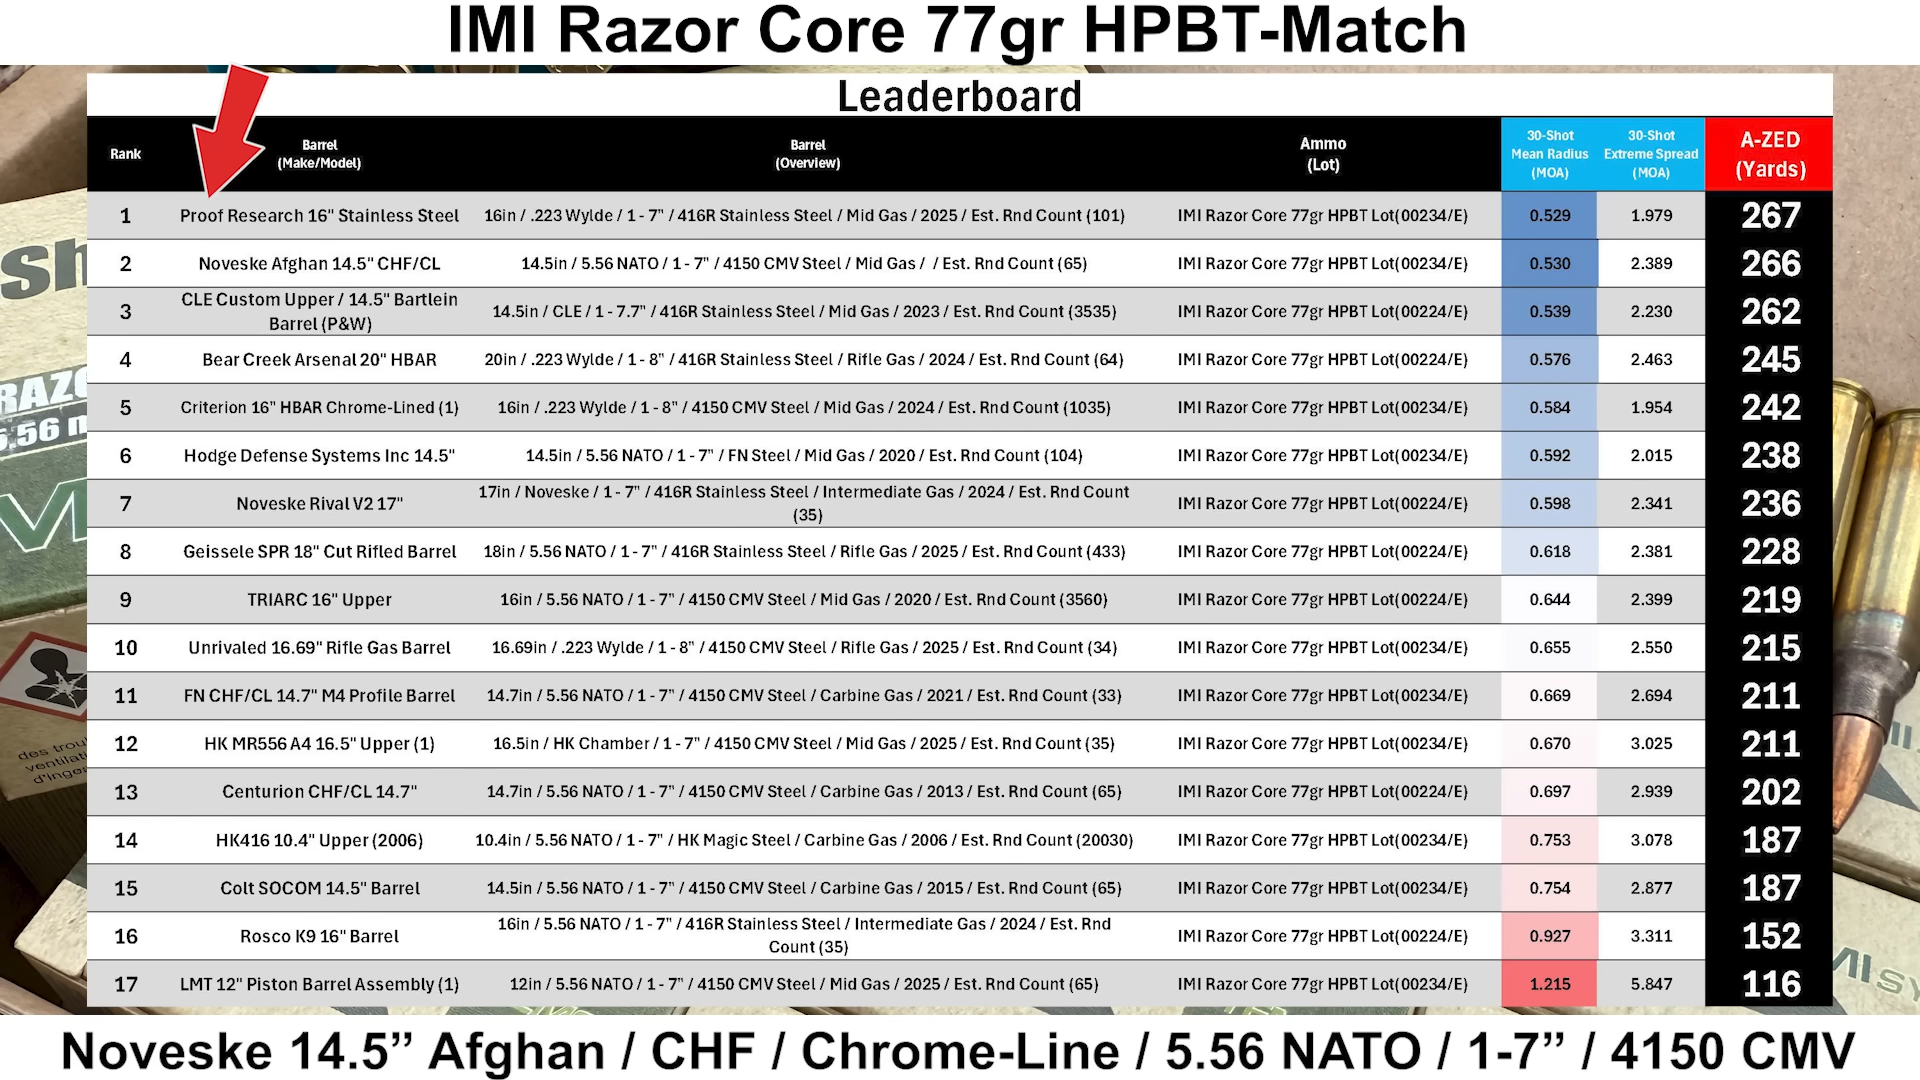 IMI Razor Core 77gr HPBT-Match
Leaderboard
Rank Barrel (Make/Model) Barrel (Overview) Ammo (Lot) 30-Shot Mean Radius (MOA) 30-Shot Extreme Spread (MOA) A-ZED (Yards)
1 Proof Research 16" Stainless Steel 16in / .223 Wylde / 1 - 7" / 416R Stainless Steel / Mid Gas / 2025 / Est. Rnd Count (101) IMI Razor Core 77gr HPBT Lot(00234/E) 0.529 1.979 267
2 Noveske Afghan 14.5" CHF/CL 14.5in / 5.56 NATO / 1 - 7" / 4150 CMV Steel / Mid Gas / / Est. Rnd Count (65) IMI Razor Core 77gr HPBT Lot(00234/E) 0.530 2.389 266
3 CLE Custom Upper / 14.5" Bartlein Barrel (P&W) 14.5in / CLE / 1 - 7.7" / 416R Stainless Steel / Mid Gas / 2023 / Est. Rnd Count (3535) IMI Razor Core 77gr HPBT Lot(00224/E) 0.539 2.230 262
4 Bear Creek Arsenal 20" HBAR 20in / .223 Wylde / 1 - 8" / 416R Stainless Steel / Rifle Gas / 2024 / Est. Rnd Count (64) IMI Razor Core 77gr HPBT Lot(00224/E) 0.576 2.463 245
5 Criterion 16" HBAR Chrome-Lined (1) 16in / .223 Wylde / 1 - 8" / 4150 CMV Steel / Mid Gas / 2024 / Est. Rnd Count (1035) IMI Razor Core 77gr HPBT Lot(00234/E) 0.584 1.954 242
6 Hodge Defense Systems Inc 14.5" 14.5in / 5.56 NATO / 1 - 7" / FN Steel / Mid Gas / 2020 / Est. Rnd Count (104) IMI Razor Core 77gr HPBT Lot(00234/E) 0.592 2.015 238
7 Noveske Rival V2 17" 17in / Noveske / 1 - 7" / 416R Stainless Steel / Intermediate Gas / 2024 / Est. Rnd Count (35) IMI Razor Core 77gr HPBT Lot(00224/E) 0.598 2.341 236
8 Geissele SPR 18" Cut Rifled Barrel 18in / 5.56 NATO / 1 - 7" / 416R Stainless Steel / Rifle Gas / 2025 / Est. Rnd Count (433) IMI Razor Core 77gr HPBT Lot(00224/E) 0.618 2.381 228
9 TRIARC 16" Upper 16in / 5.56 NATO / 1 - 7" / 4150 CMV Steel / Mid Gas / 2020 / Est. Rnd Count (3560) IMI Razor Core 77gr HPBT Lot(00224/E) 0.644 2.399 219
10 Unrivaled 16.69" Rifle Gas Barrel 16.69in / .223 Wylde / 1 - 8" / 4150 CMV Steel / Rifle Gas / 2025 / Est. Rnd Count (34) IMI Razor Core 77gr HPBT Lot(00224/E) 0.655 2.550 215
11 FN CHF/CL 14.7" M4 Profile Barrel 14.7in / 5.56 NATO / 1 - 7" / 4150 CMV Steel / Carbine Gas / 2021 / Est. Rnd Count (33) IMI Razor Core 77gr HPBT Lot(00234/E) 0.669 2.694 211
12 HK MR556 A4 16.5" Upper (1) 16.5in / HK Chamber / 1 - 7" / 4150 CMV Steel / Mid Gas / 2025 / Est. Rnd Count (35) IMI Razor Core 77gr HPBT Lot(00234/E) 0.670 3.025 211
13 Centurion CHF/CL 14.7" 14.7in / 5.56 NATO / 1 - 7" / 4150 CMV Steel / Carbine Gas / 2013 / Est. Rnd Count (65) IMI Razor Core 77gr HPBT Lot(00224/E) 0.697 2.939 202
14 HK416 10.4" Upper (2006) 10.4in / 5.56 NATO / 1 - 7" / HK Magic Steel / Carbine Gas / 2006 / Est. Rnd Count (20030) IMI Razor Core 77gr HPBT Lot(00234/E) 0.753 3.078 187
15 Colt SOCOM 14.5" Barrel 14.5in / 5.56 NATO / 1 - 7" / 4150 CMV Steel / Carbine Gas / 2015 / Est. Rnd Count (65) IMI Razor Core 77gr HPBT Lot(00234/E) 0.754 2.877 187
16 Rosco K9 16" Barrel 16in / 5.56 NATO / 1 - 7" / 416R Stainless Steel / Intermediate Gas / 2024 / Est. Rnd Count (35) IMI Razor Core 77gr HPBT Lot(00224/E) 0.927 3.311 152
17 LMT 12" Piston Barrel Assembly (1) 12in / 5.56 NATO / 1 - 7" / 4150 CMV Steel / Mid Gas / 2025 / Est. Rnd Count (65) IMI Razor Core 77gr HPBT Lot(00234/E) 1.215 5.847 116
Noveske 14.5” Afghan / CHF / Chrome-Line / 5.56 NATO / 1-7” / 4150 CMV